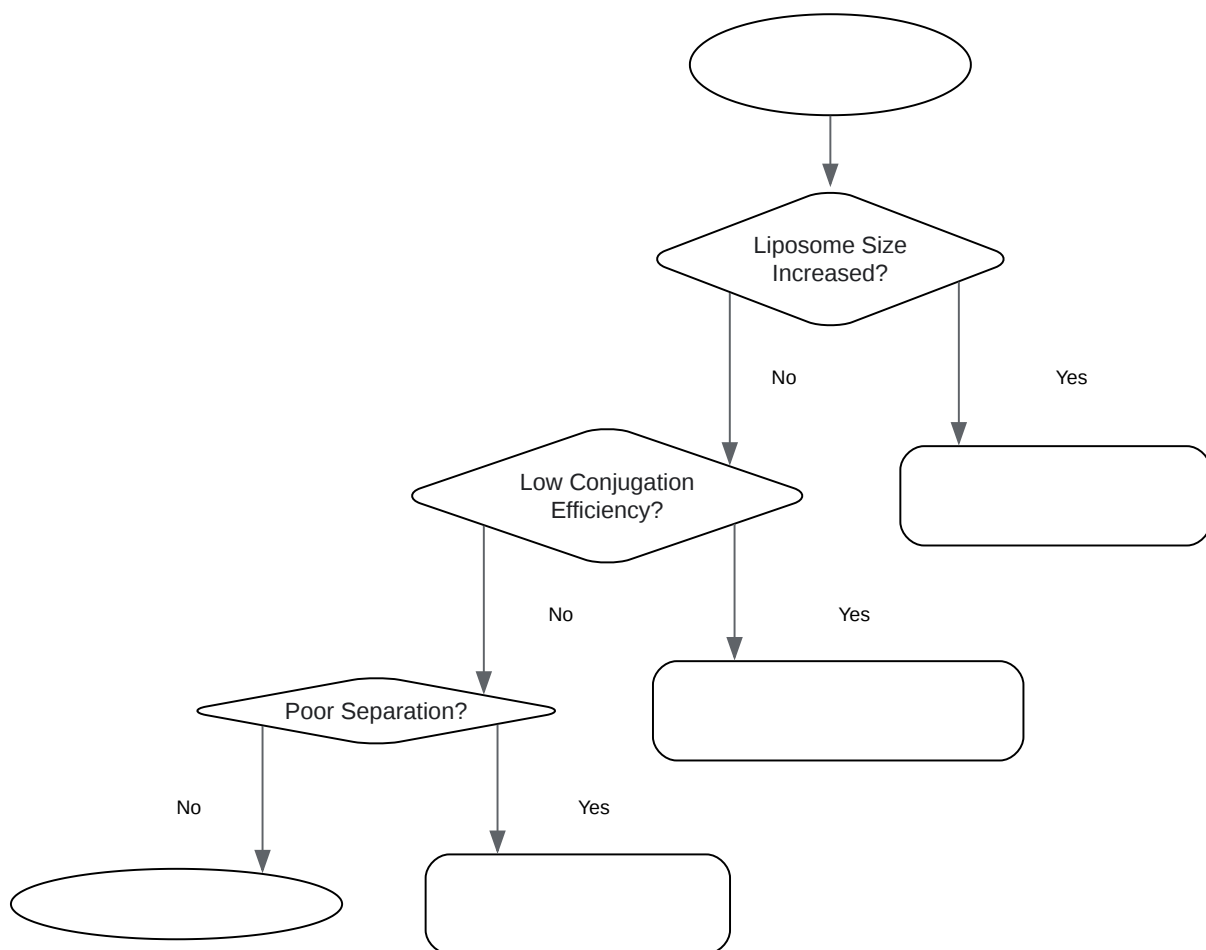 Liposome Size
Increased?
No
Yes
Low Conjugation
Efficiency?
No
Yes
Poor Separation?
No
Yes